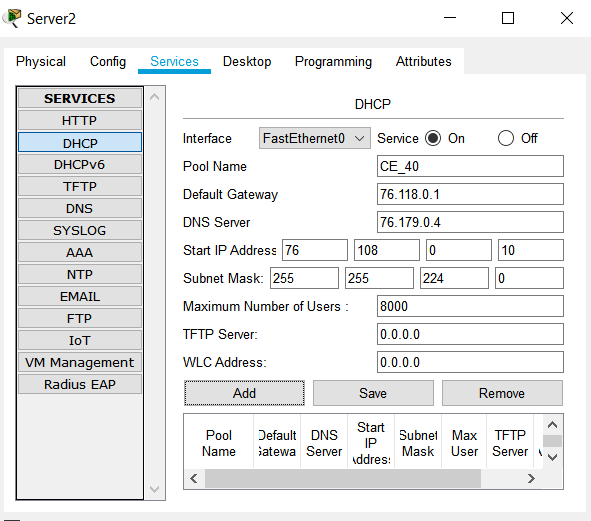 Server2
Physical Config Services Desktop Programming Attributes
SERVICES
HTTP
DHCP
DHCPv6
TFTP
DNS
SYSLOG
AAA
NTP
EMAIL
FTP
IoT
VM Management
Radius EAP
DHCP
Interface FastEthernet0 Service On Off
Pool Name CE_40
Default Gateway 76.118.0.1
DNS Server 76.179.0.4
Start IP Address 76 108 0 10
Subnet Mask: 255 255 224 0
Maximum Number of Users : 8000
TFTP Server: 0.0.0.0
WLC Address: 0.0.0.0
Add Save Remove
Pool Name
Default Gatewa
DNS Server
Start IP Addres
Subnet Mask
Max User
TFTP Server